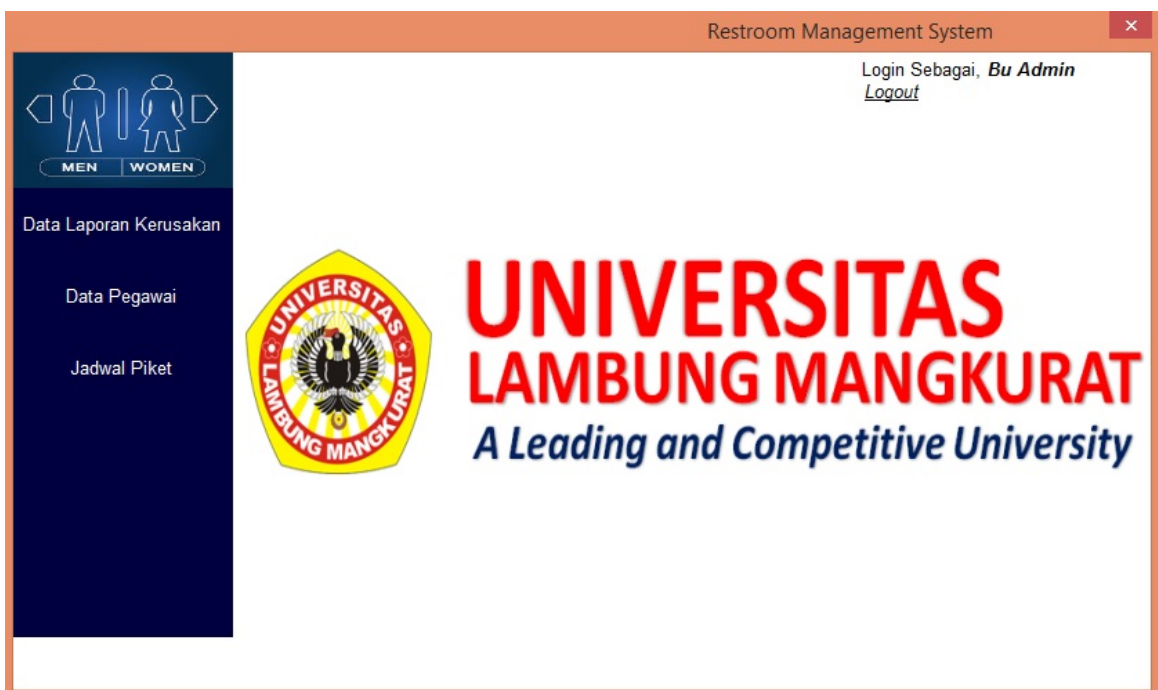 Restroom Management System
Login Sebagai, Bu Admin
Logout
MEN WOMEN
Data Laporan Kerusakan
Data Pegawai
Jadwal Piket
UNIVERSITAS
LAMBUNG MANGKURAT
UNIVERSITAS
LAMBUNG MANGKURAT
A Leading and Competitive University